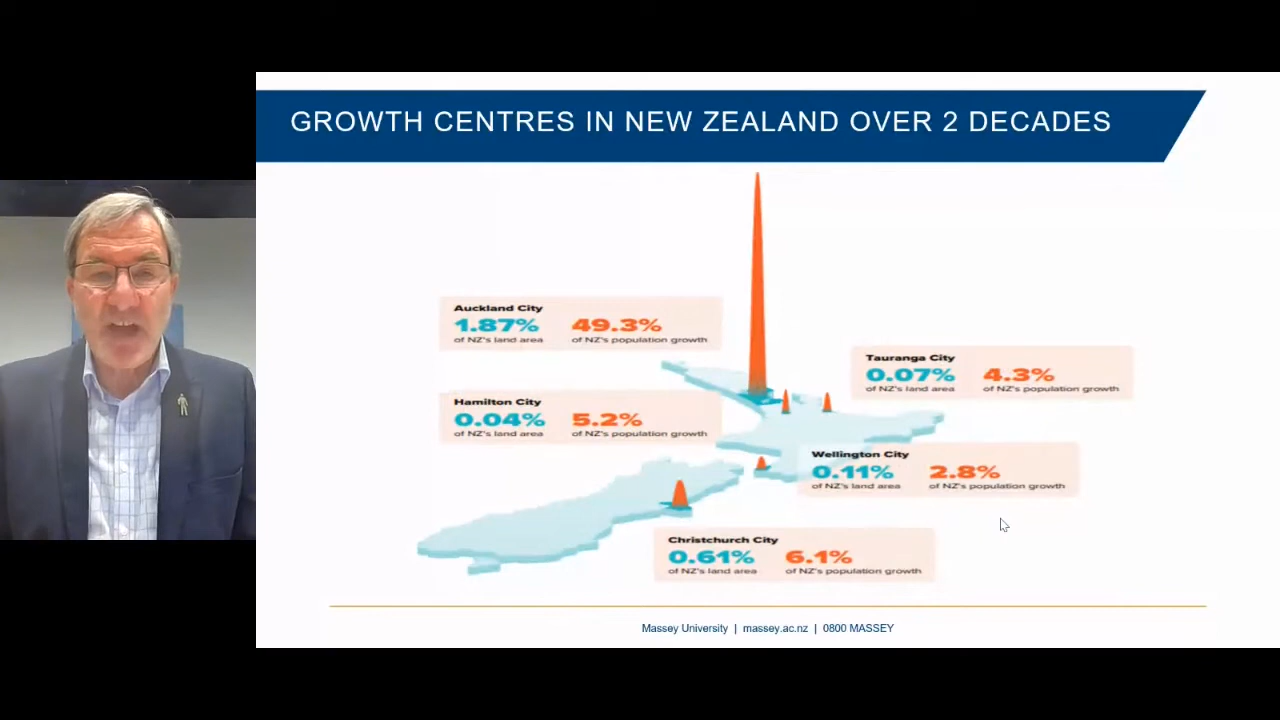 GROWTH CENTRES IN NEW ZEALAND OVER 2 DECADES
Auckland City
1.87% 49.3%
of NZ's land area of NZ's population growth
Tauranga City
0.07% 4.3%
of NZ's land area of NZ's population growth
Hamilton City
0.04% 5.2%
of NZ's land area of NZ's population growth
Wellington City
0.11% 2.8%
of NZ's land area of NZ's population growth
Christchurch City
0.61% 6.1%
of NZ's land area of NZ's population growth
Massey University | massey.ac.nz | 0800 MASSEY